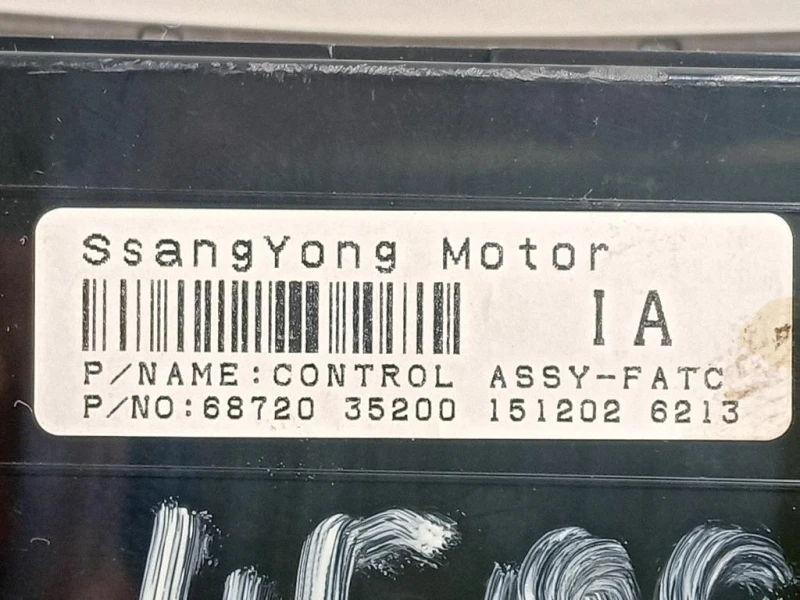 SsangYong Motor
IA
P/NAME:CONTROL ASSY-FATC
P/NO:68720 35200 151202 6213